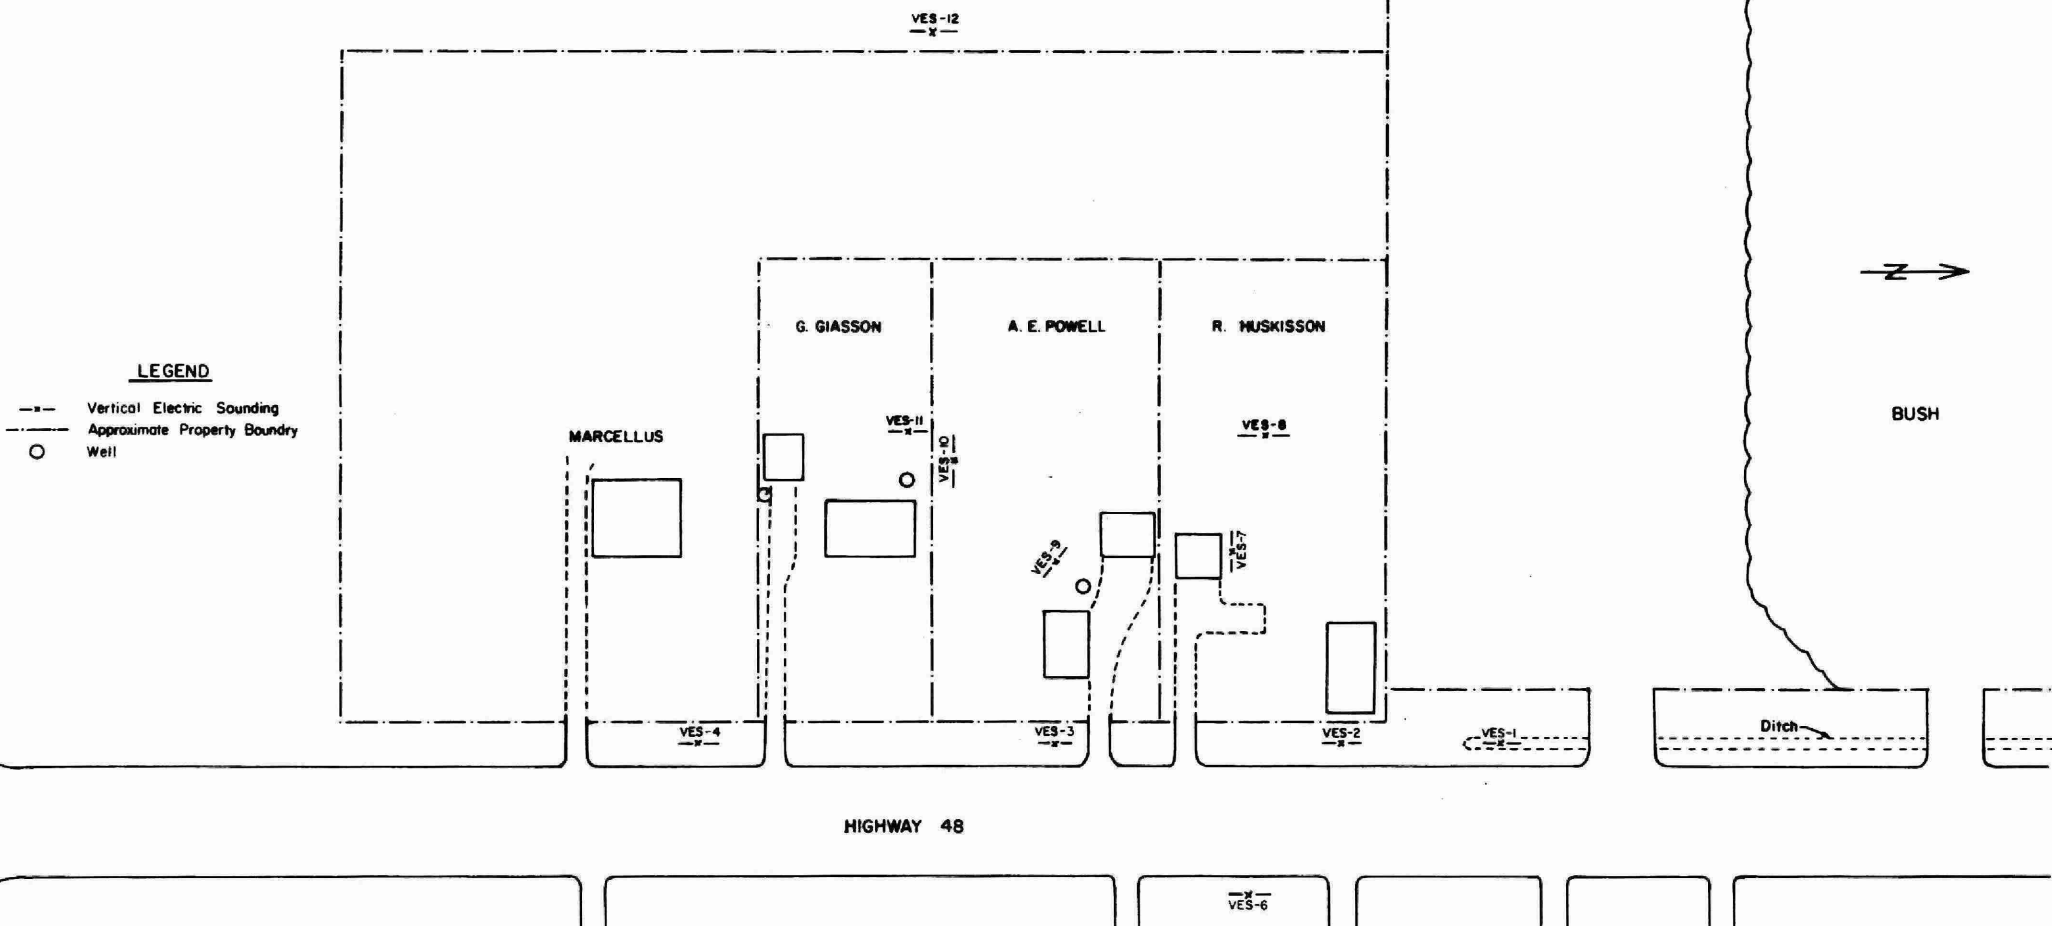 VES-12
N
G. GIASSON
A. E. POWELL
R. HUSKISSON
LEGEND
Vertical Electric Sounding
Approximate Property Boundry
Well
MARCELLUS
VES-11
VES-10
VES-8
BUSH
VES-9
VES-7
VES-4
VES-3
VES-2
VES-1
Ditch
HIGHWAY 48
VES-6